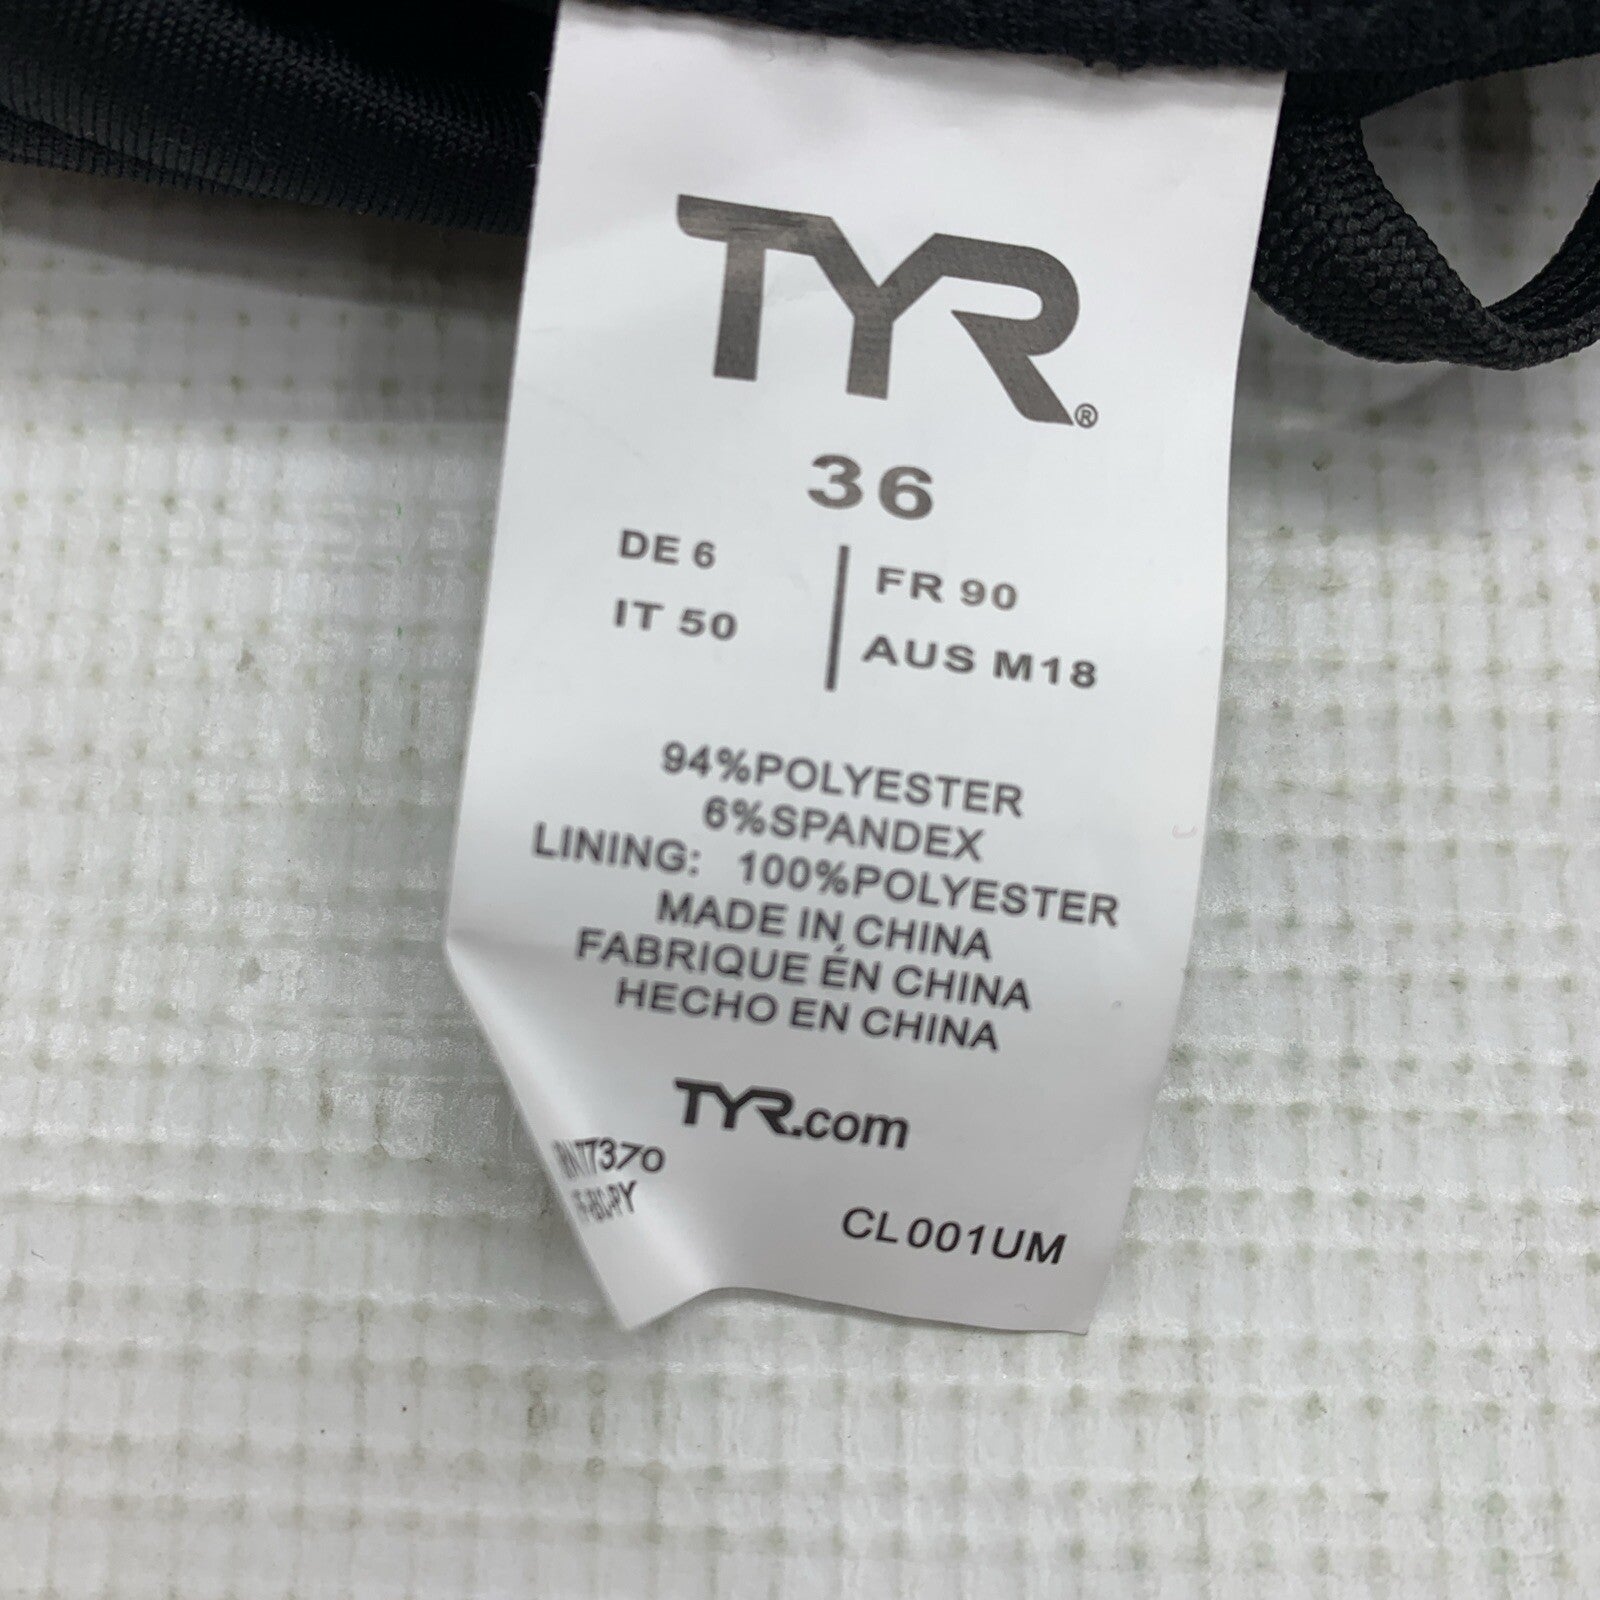 TYR®
36
DE 6 FR 90
IT 50 AUS M18
94%POLYESTER
6%SPANDEX
LINING: 100%POLYESTER
MADE IN CHINA
FABRIQUE ÉN CHINA
HECHO EN CHINA
TYR.com
77370
CL001UM